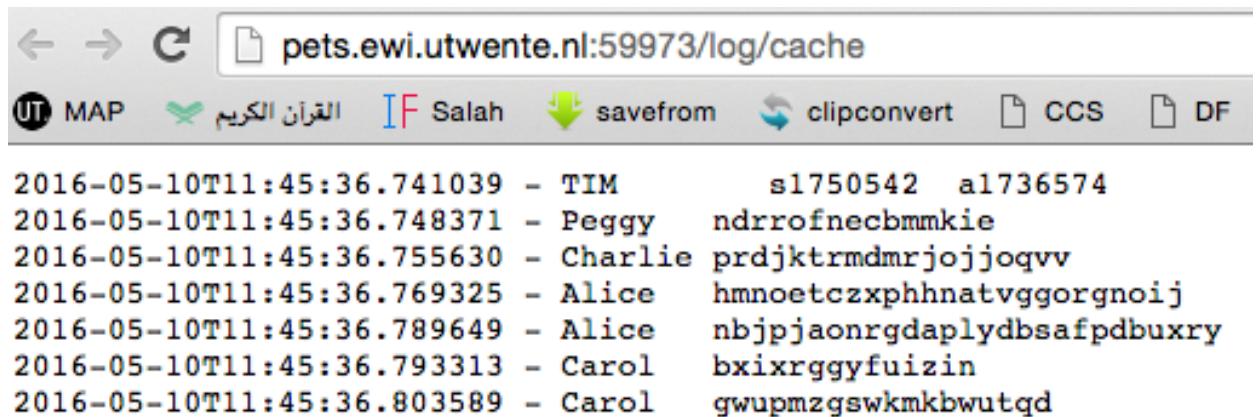 pets.ewi.utwente.nl:59973/log/cache
UT. MAP القرآن الكريم IF Salah savefrom clipconvert CCS DF
2016-05-10T11:45:36.741039 - TIM s1750542 a1736574
2016-05-10T11:45:36.748371 - Peggy ndrrofnecbmmkie
2016-05-10T11:45:36.755630 - Charlie prdjktrmdmrjojjoqvv
2016-05-10T11:45:36.769325 - Alice hmnoetczxphhnatvggorgnoij
2016-05-10T11:45:36.789649 - Alice nbjpjaonrgdaplydbsafpdbuxry
2016-05-10T11:45:36.793313 - Carol bxixrggyfuizin
2016-05-10T11:45:36.803589 - Carol gwupmzgswkmkbwutqd